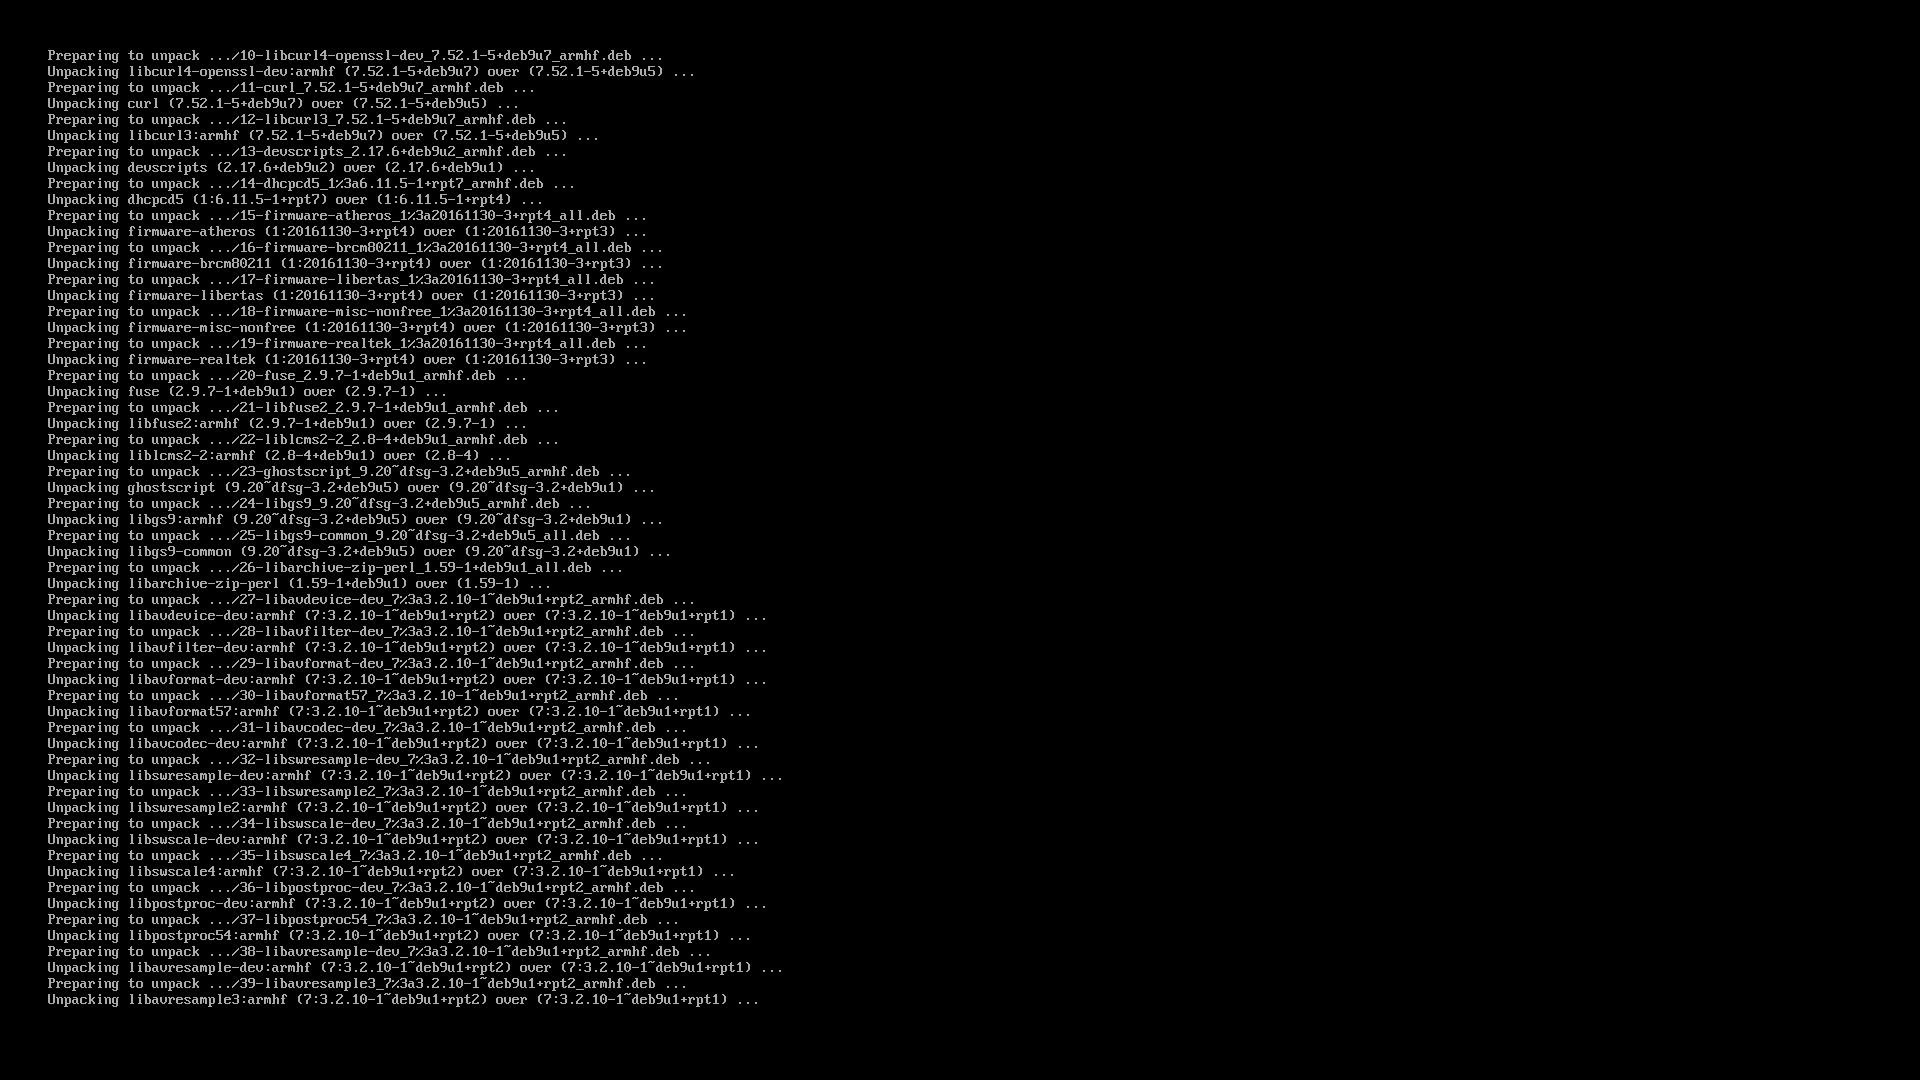 Preparing to unpack .../10-libcurl4-openssl-dev_7.52.1-5+deb9u7_armhf.deb ...
Unpacking libcurl4-openssl-dev:armhf (7.52.1-5+deb9u7) over (7.52.1-5+deb9u5) ...
Preparing to unpack .../11-curl_7.52.1-5+deb9u7_armhf.deb ...
Unpacking curl (7.52.1-5+deb9u7) over (7.52.1-5+deb9u5) ...
Preparing to unpack .../12-libcurl3_7.52.1-5+deb9u7_armhf.deb ...
Unpacking libcurl3:armhf (7.52.1-5+deb9u7) over (7.52.1-5+deb9u5) ...
Preparing to unpack .../13-devscripts_2.17.6+deb9u2_armhf.deb ...
Unpacking devscripts (2.17.6+deb9u2) over (2.17.6+deb9u1) ...
Preparing to unpack .../14-dhcpcd5_1%3a6.11.5-1+rpt7_armhf.deb ...
Unpacking dhcpcd5 (1:6.11.5-1+rpt7) over (1:6.11.5-1+rpt4) ...
Preparing to unpack .../15-firmware-atheros_1%3a20161130-3+rpt4_all.deb ...
Unpacking firmware-atheros (1:20161130-3+rpt4) over (1:20161130-3+rpt3) ...
Preparing to unpack .../16-firmware-brcm80211_1%3a20161130-3+rpt4_all.deb ...
Unpacking firmware-brcm80211 (1:20161130-3+rpt4) over (1:20161130-3+rpt3) ...
Preparing to unpack .../17-firmware-libertas_1%3a20161130-3+rpt4_all.deb ...
Unpacking firmware-libertas (1:20161130-3+rpt4) over (1:20161130-3+rpt3) ...
Preparing to unpack .../18-firmware-misc-nonfree_1%3a20161130-3+rpt4_all.deb ...
Unpacking firmware-misc-nonfree (1:20161130-3+rpt4) over (1:20161130-3+rpt3) ...
Preparing to unpack .../19-firmware-realtek_1%3a20161130-3+rpt4_all.deb ...
Unpacking firmware-realtek (1:20161130-3+rpt4) over (1:20161130-3+rpt3) ...
Preparing to unpack .../20-fuse_2.9.7-1+deb9u1_armhf.deb ...
Unpacking fuse (2.9.7-1+deb9u1) over (2.9.7-1) ...
Preparing to unpack .../21-libfuse2_2.9.7-1+deb9u1_armhf.deb ...
Unpacking libfuse2:armhf (2.9.7-1+deb9u1) over (2.9.7-1) ...
Preparing to unpack .../22-liblcms2-2_2.8-4+deb9u1_armhf.deb ...
Unpacking liblcms2-2:armhf (2.8-4+deb9u1) over (2.8-4) ...
Preparing to unpack .../23-ghostscript_9.20~dfsg-3.2+deb9u5_armhf.deb ...
Unpacking ghostscript (9.20~dfsg-3.2+deb9u5) over (9.20~dfsg-3.2+deb9u1) ...
Preparing to unpack .../24-libgs9_9.20~dfsg-3.2+deb9u5_armhf.deb ...
Unpacking libgs9:armhf (9.20~dfsg-3.2+deb9u5) over (9.20~dfsg-3.2+deb9u1) ...
Preparing to unpack .../25-libgs9-common_9.20~dfsg-3.2+deb9u5_all.deb ...
Unpacking libgs9-common (9.20~dfsg-3.2+deb9u5) over (9.20~dfsg-3.2+deb9u1) ...
Preparing to unpack .../26-libarchive-zip-perl_1.59-1+deb9u1_all.deb ...
Unpacking libarchive-zip-perl (1.59-1+deb9u1) over (1.59-1) ...
Preparing to unpack .../27-libavdevice-dev_7%3a3.2.10-1~deb9u1+rpt2_armhf.deb ...
Unpacking libavdevice-dev:armhf (7:3.2.10-1~deb9u1+rpt2) over (7:3.2.10-1~deb9u1+rpt1) ...
Preparing to unpack .../28-libavfilter-dev_7%3a3.2.10-1~deb9u1+rpt2_armhf.deb ...
Unpacking libavfilter-dev:armhf (7:3.2.10-1~deb9u1+rpt2) over (7:3.2.10-1~deb9u1+rpt1) ...
Preparing to unpack .../29-libavformat-dev_7%3a3.2.10-1~deb9u1+rpt2_armhf.deb ...
Unpacking libavformat-dev:armhf (7:3.2.10-1~deb9u1+rpt2) over (7:3.2.10-1~deb9u1+rpt1) ...
Preparing to unpack .../30-libavformat57_7%3a3.2.10-1~deb9u1+rpt2_armhf.deb ...
Unpacking libavformat57:armhf (7:3.2.10-1~deb9u1+rpt2) over (7:3.2.10-1~deb9u1+rpt1) ...
Preparing to unpack .../31-libavcodec-dev_7%3a3.2.10-1~deb9u1+rpt2_armhf.deb ...
Unpacking libavcodec-dev:armhf (7:3.2.10-1~deb9u1+rpt2) over (7:3.2.10-1~deb9u1+rpt1) ...
Preparing to unpack .../32-libswresample-dev_7%3a3.2.10-1~deb9u1+rpt2_armhf.deb ...
Unpacking libswresample-dev:armhf (7:3.2.10-1~deb9u1+rpt2) over (7:3.2.10-1~deb9u1+rpt1) ...
Preparing to unpack .../33-libswresample2_7%3a3.2.10-1~deb9u1+rpt2_armhf.deb ...
Unpacking libswresample2:armhf (7:3.2.10-1~deb9u1+rpt2) over (7:3.2.10-1~deb9u1+rpt1) ...
Preparing to unpack .../34-libswscale-dev_7%3a3.2.10-1~deb9u1+rpt2_armhf.deb ...
Unpacking libswscale-dev:armhf (7:3.2.10-1~deb9u1+rpt2) over (7:3.2.10-1~deb9u1+rpt1) ...
Preparing to unpack .../35-libswscale4_7%3a3.2.10-1~deb9u1+rpt2_armhf.deb ...
Unpacking libswscale4:armhf (7:3.2.10-1~deb9u1+rpt2) over (7:3.2.10-1~deb9u1+rpt1) ...
Preparing to unpack .../36-libpostproc-dev_7%3a3.2.10-1~deb9u1+rpt2_armhf.deb ...
Unpacking libpostproc-dev:armhf (7:3.2.10-1~deb9u1+rpt2) over (7:3.2.10-1~deb9u1+rpt1) ...
Preparing to unpack .../37-libpostproc54_7%3a3.2.10-1~deb9u1+rpt2_armhf.deb ...
Unpacking libpostproc54:armhf (7:3.2.10-1~deb9u1+rpt2) over (7:3.2.10-1~deb9u1+rpt1) ...
Preparing to unpack .../38-libavresample-dev_7%3a3.2.10-1~deb9u1+rpt2_armhf.deb ...
Unpacking libavresample-dev:armhf (7:3.2.10-1~deb9u1+rpt2) over (7:3.2.10-1~deb9u1+rpt1) ...
Preparing to unpack .../39-libavresample3_7%3a3.2.10-1~deb9u1+rpt2_armhf.deb ...
Unpacking libavresample3:armhf (7:3.2.10-1~deb9u1+rpt2) over (7:3.2.10-1~deb9u1+rpt1) ...